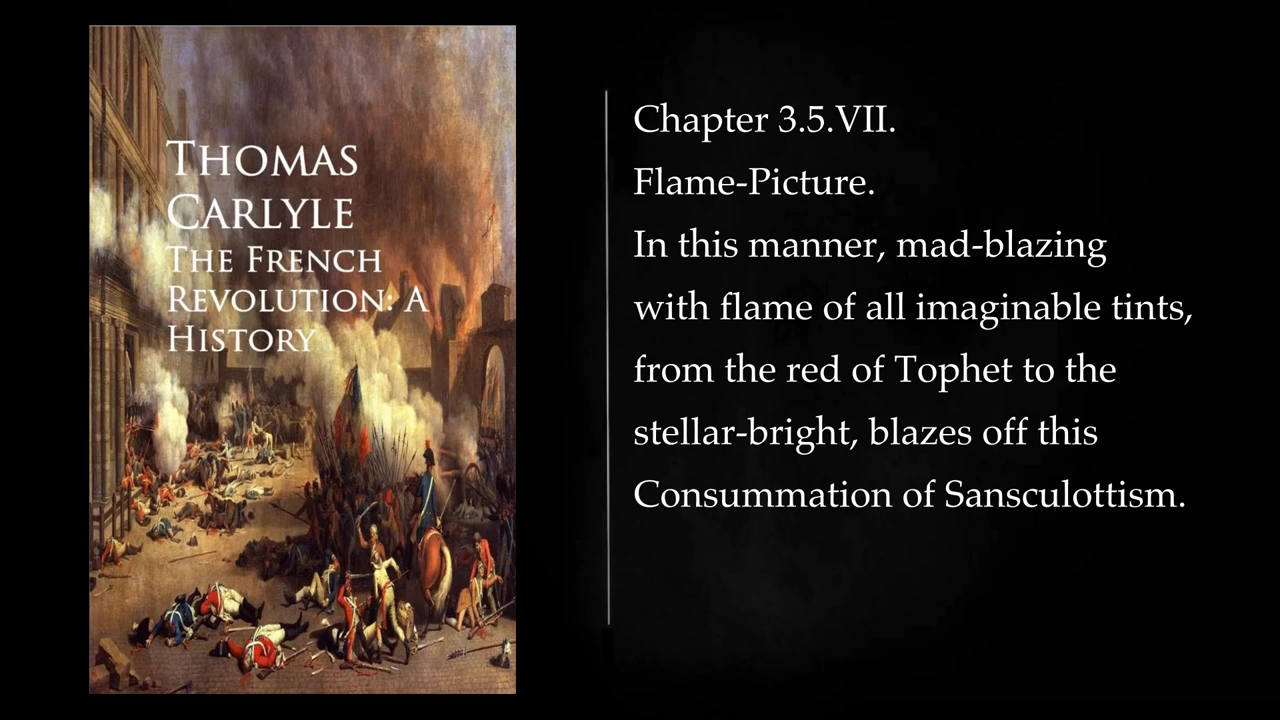 THOMAS
CARLYLE
THE FRENCH
REVOLUTION: A
HISTORY
Chapter 3.5.VII.
Flame-Picture.
In this manner, mad-blazing
with flame of all imaginable tints,
from the red of Tophet to the
stellar-bright, blazes off this
Consummation of Sansculottism.